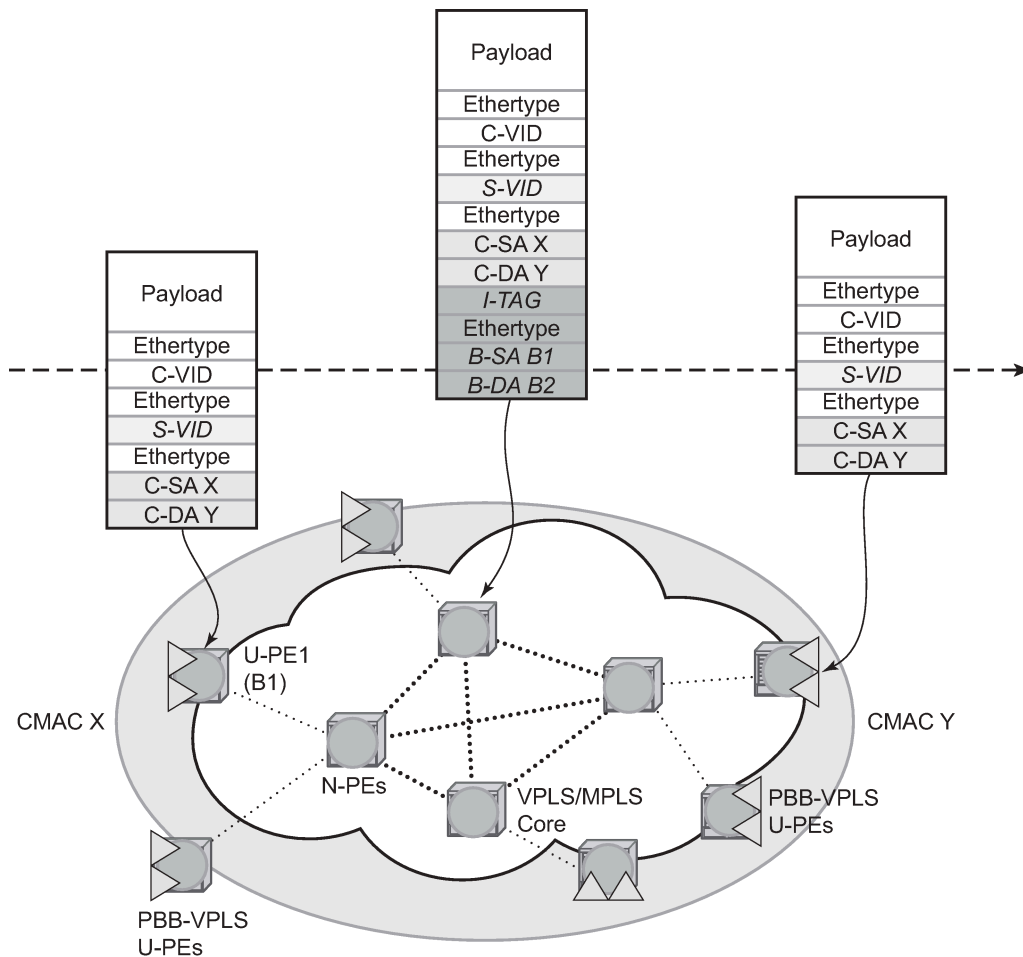 Payload
Ethertype
C-VID
Ethertype
S-VID
Ethertype
C-SA X
C-DA Y
I-TAG
Ethertype
B-SA B1
B-DA B2
Payload
Ethertype
C-VID
Ethertype
S-VID
Ethertype
C-SA X
C-DA Y
Payload
Ethertype
C-VID
Ethertype
S-VID
Ethertype
C-SA X
C-DA Y
U-PE1
(B1)
CMAC X
CMAC Y
N-PEs
VPLS/MPLS
Core
PBB-VPLS
U-PEs
PBB-VPLS
U-PEs